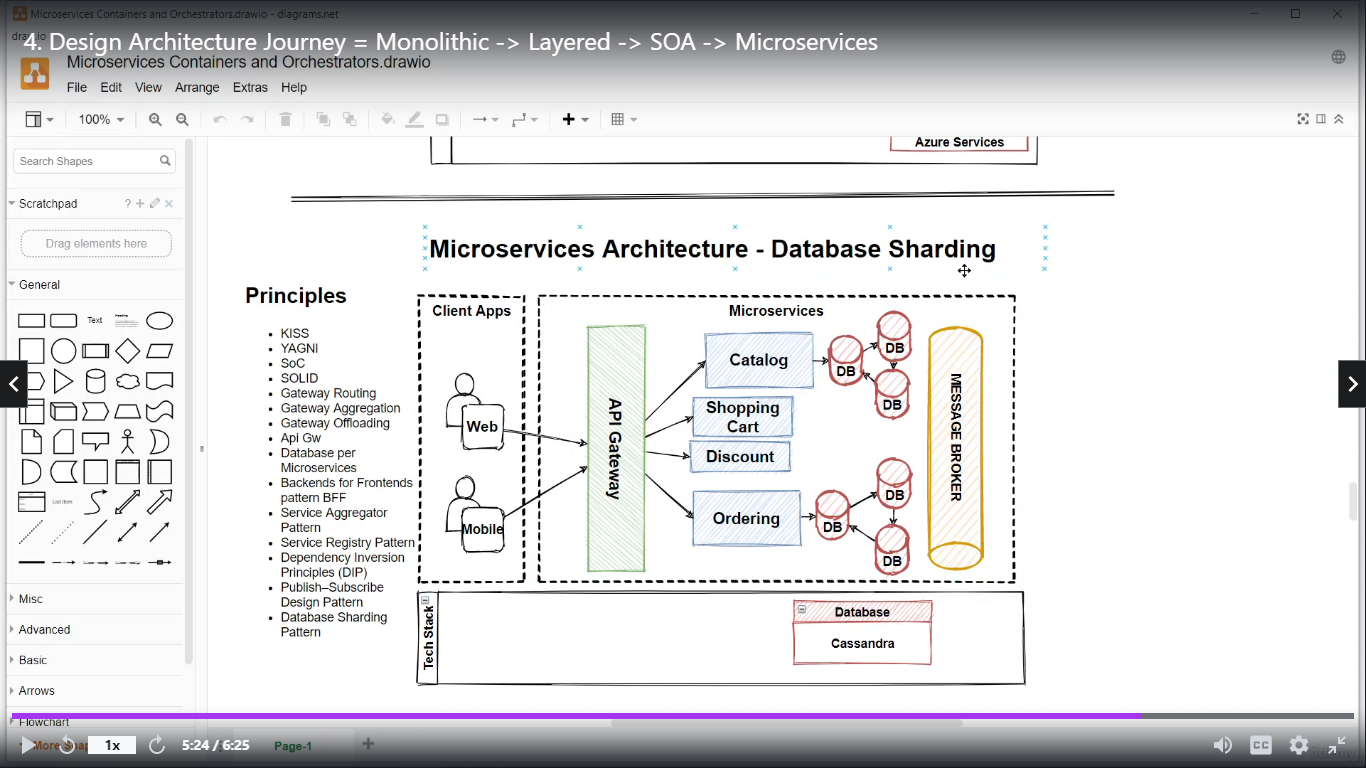 Microservices Containers and Orchestrators.drawio - diagrams.net
4. Design Architecture Journey = Monolithic -> Layered -> SOA -> Microservices
Microservices Containers and Orchestrators.drawio
File Edit View Arrange Extras Help
100%
Search Shapes
Scratchpad
?
Drag elements here
General
Text
Heading
List Item
Misc
Advanced
Basic
Arrows
Flowchart
Azure Services
Microservices Architecture - Database Sharding
Principles
• KISS
• YAGNI
• SoC
• SOLID
• Gateway Routing
• Gateway Aggregation
• Gateway Offloading
• Api Gw
• Database per
Microservices
• Backends for Frontends
pattern BFF
• Service Aggregator
Pattern
• Service Registry Pattern
• Dependency Inversion
Principles (DIP)
• Publish–Subscribe
Design Pattern
• Database Sharding
Pattern
Client Apps
Web
Mobile
Microservices
API Gateway
Catalog
Shopping
Cart
Discount
Ordering
DB
DB
DB
DB
DB
DB
MESSAGE BROKER
Tech Stack
Database
Cassandra
1x
5:24 / 6:25
Page-1
CC